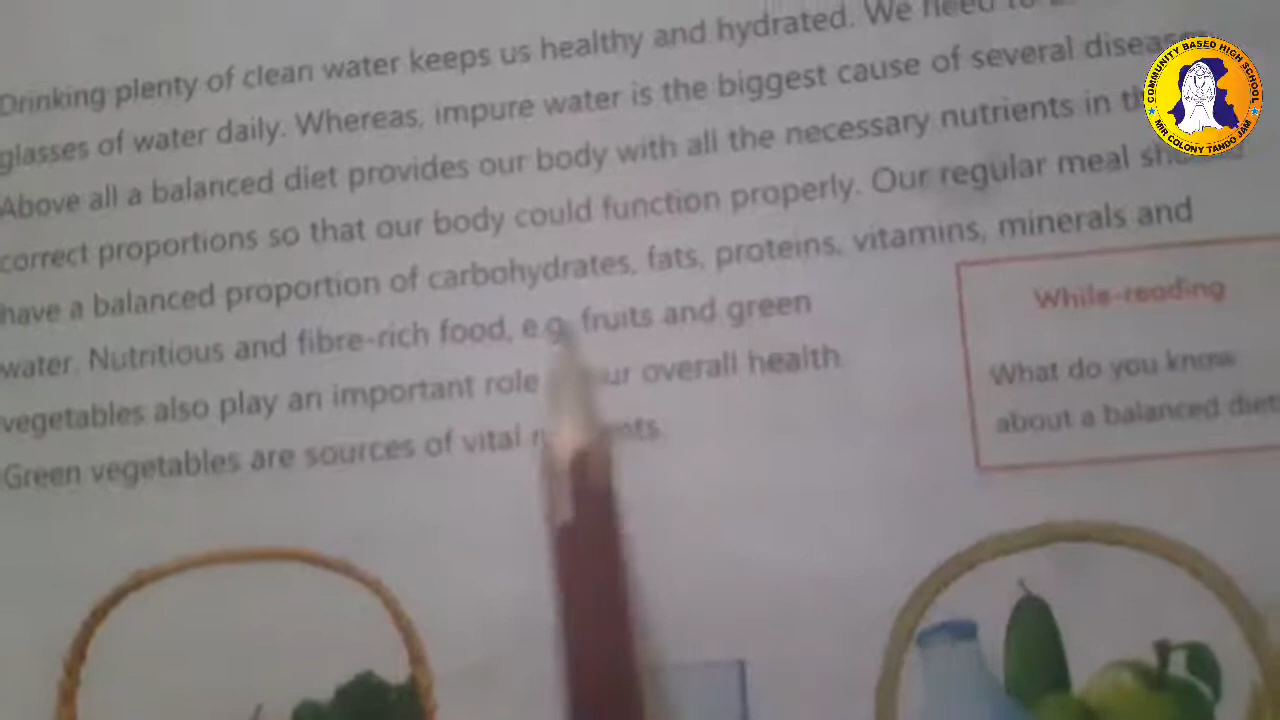 Drinking plenty of clean water keeps us healthy and hydrated. We need to
glasses of water daily. Whereas, impure water is the biggest cause of several
Above all a balanced diet provides our body with all the necessary nutrients in
correct proportions so that our body could function properly. Our regular meal
have a balanced proportion of carbohydrates, fats, proteins, vitamins, minerals and
water. Nutritious and fibre-rich food, e.g. fruits and green
vegetables also play an important role overall health.
Green vegetables are sources of vital
While-reading
What do you know
about a balanced diet
COMMUNITY BASED HIGH SCHOOL
MIR COLONY TANDO JAM